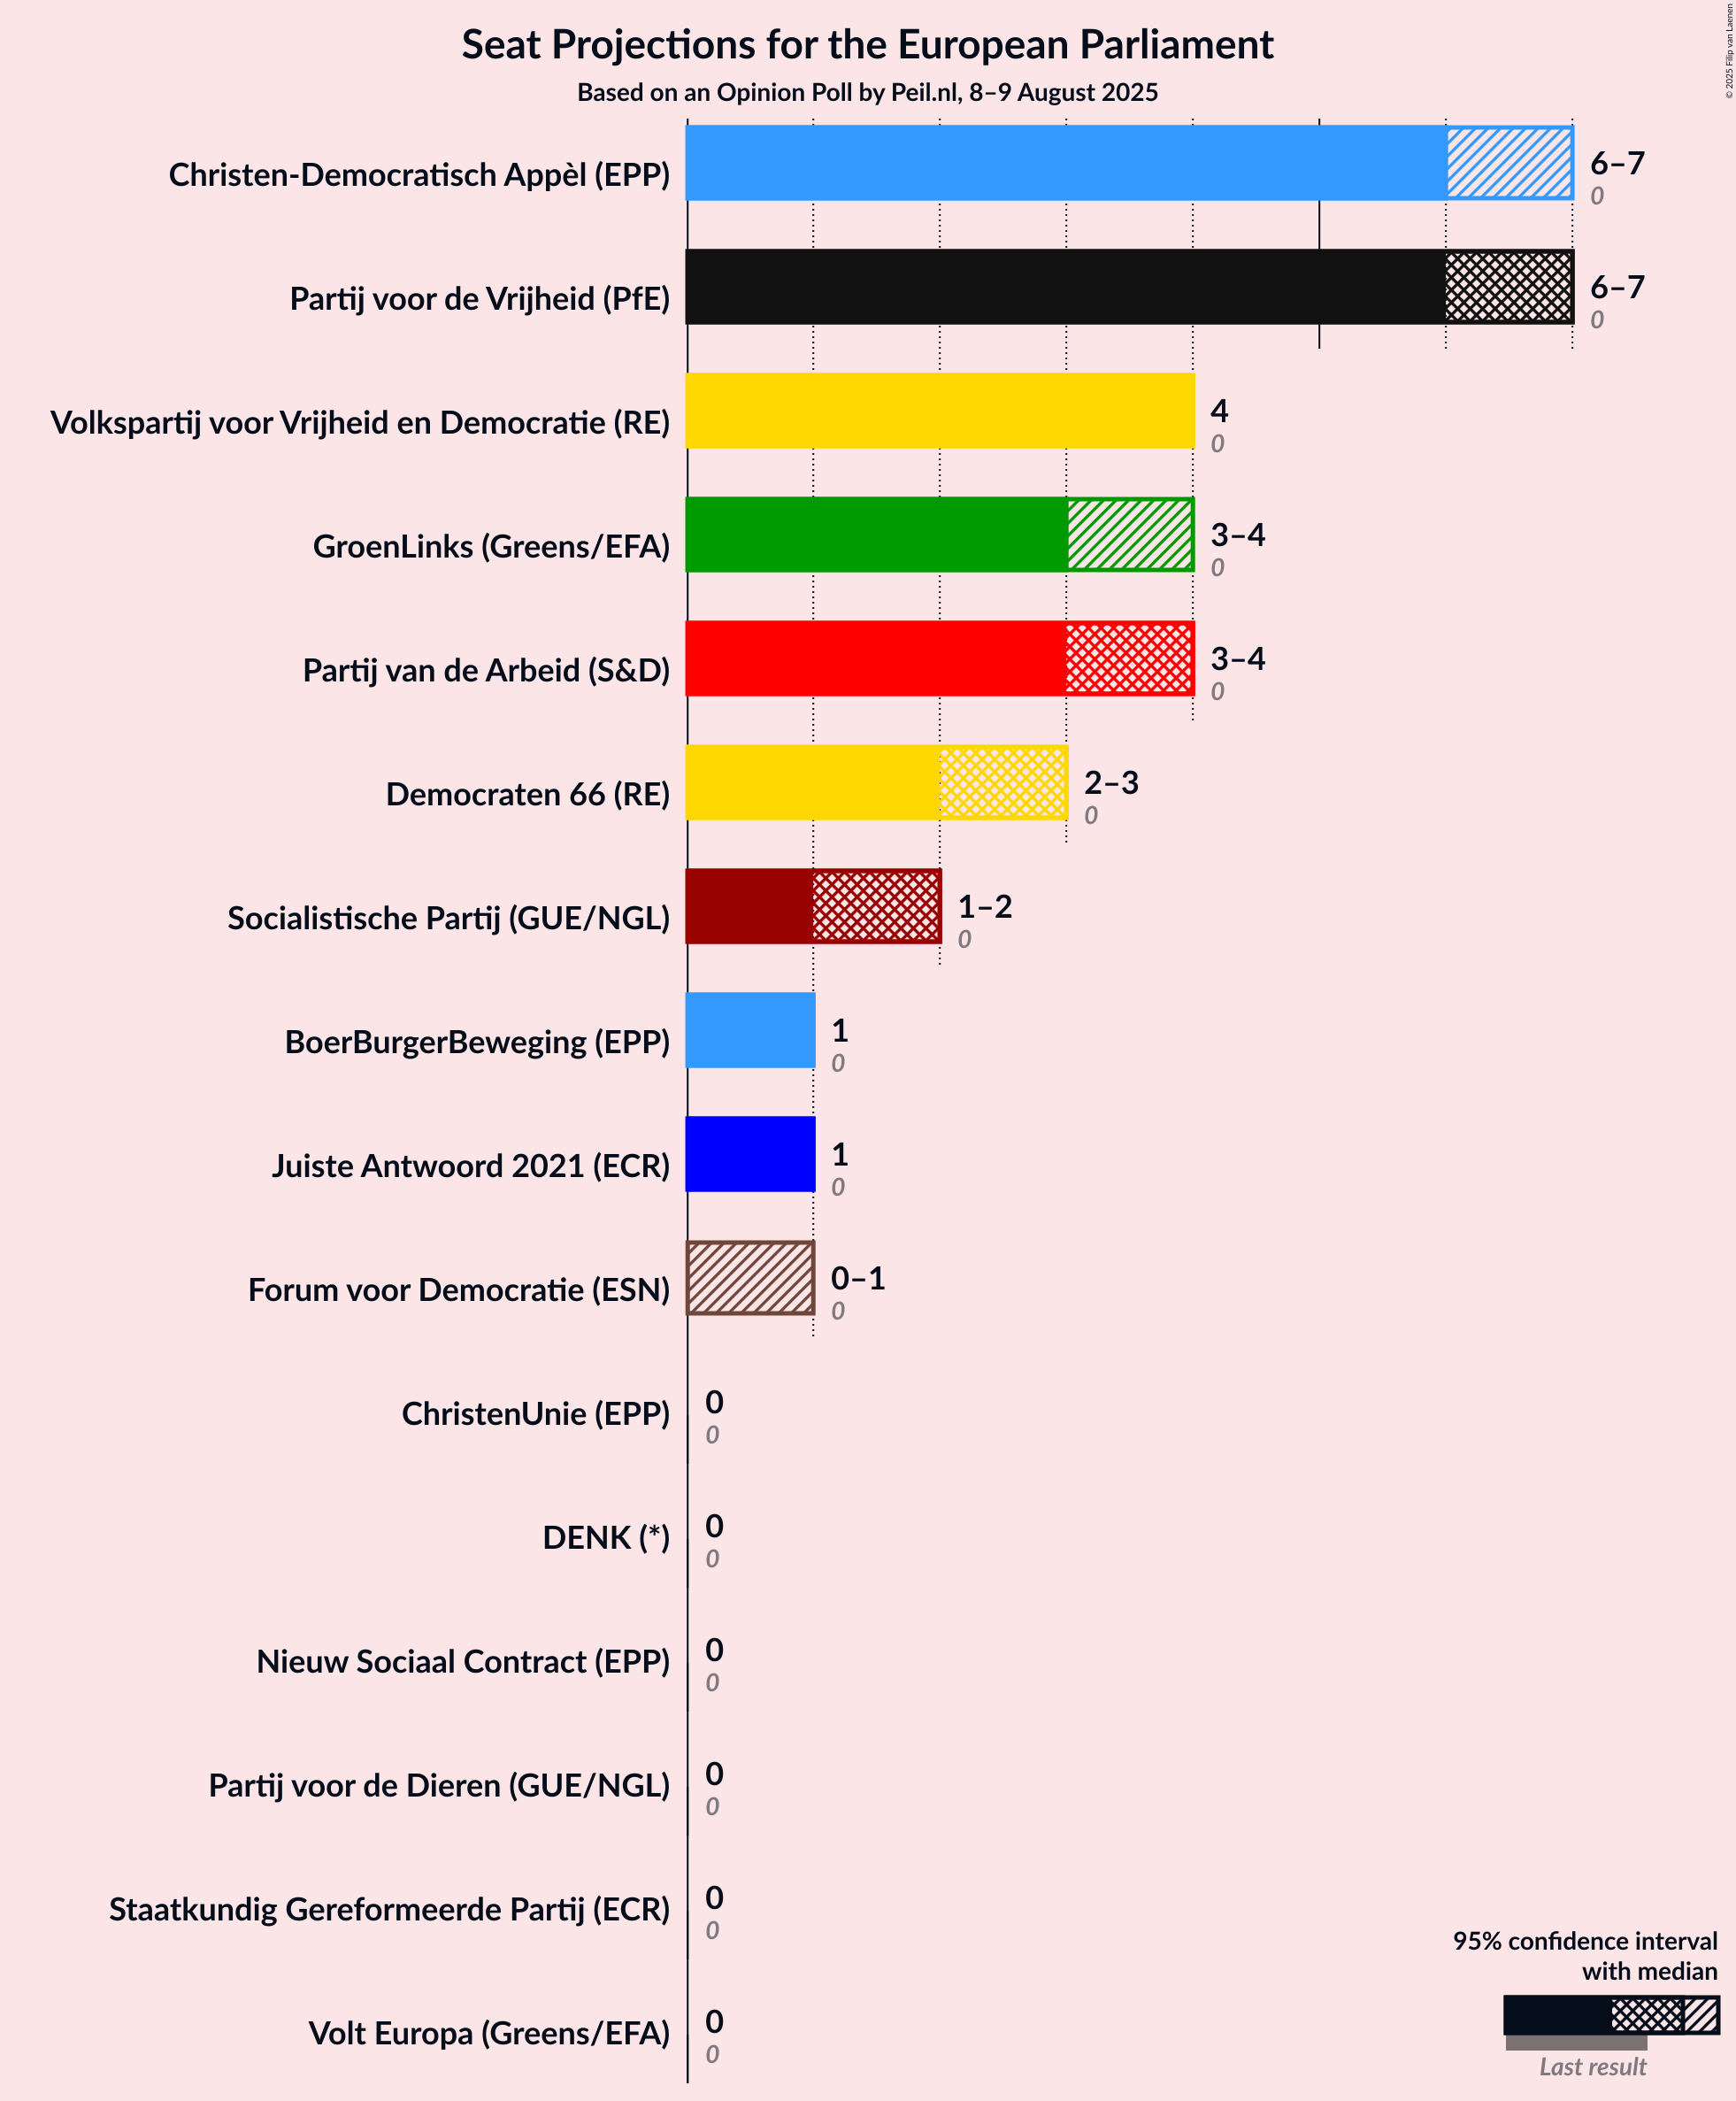 Seat Projections for the European Parliament
Based on an Opinion Poll by Peil.nl, 8–9 August 2025
© 2025 Filip van Laenen
Christen-Democratisch Appèl (EPP)
6–7
0
Partij voor de Vrijheid (PfE)
6–7
0
Volkspartij voor Vrijheid en Democratie (RE)
4
0
GroenLinks (Greens/EFA)
3–4
0
Partij van de Arbeid (S&D)
3–4
0
Democraten 66 (RE)
2–3
0
Socialistische Partij (GUE/NGL)
1–2
0
BoerBurgerBeweging (EPP)
1
0
Juiste Antwoord 2021 (ECR)
1
0
Forum voor Democratie (ESN)
0–1
0
ChristenUnie (EPP)
0
0
DENK (*)
0
0
Nieuw Sociaal Contract (EPP)
0
0
Partij voor de Dieren (GUE/NGL)
0
0
Staatkundig Gereformeerde Partij (ECR)
0
0
Volt Europa (Greens/EFA)
0
0
95% confidence interval
with median
Last result